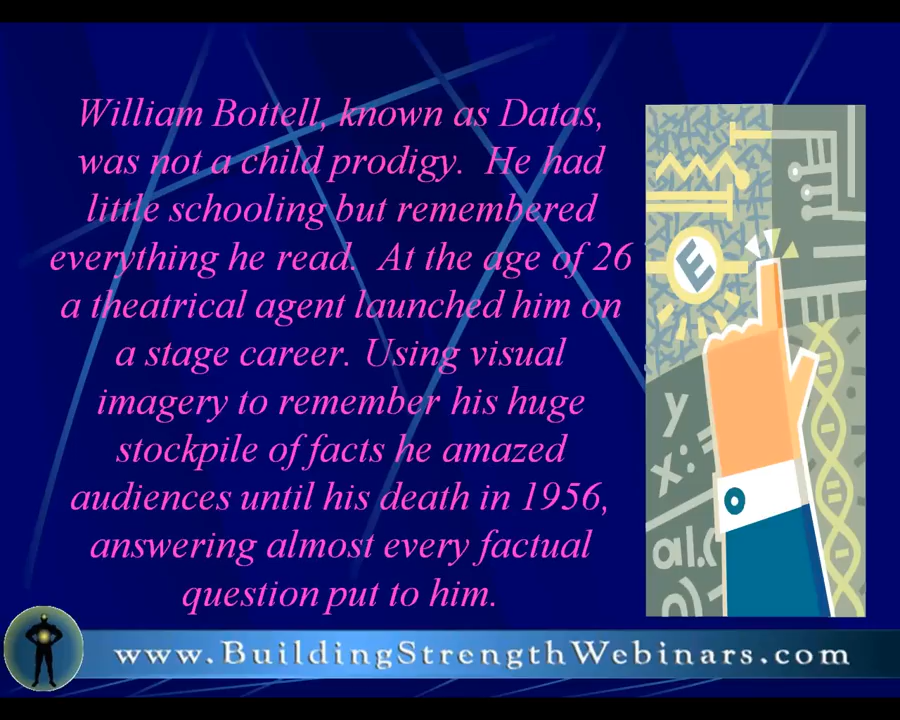 William Bottell, known as Datas,
was not a child prodigy.  He had
little schooling but remembered
everything he read.  At the age of 26
a theatrical agent launched him on
a stage career. Using visual
imagery to remember his huge
stockpile of facts he amazed
audiences until his death in 1956,
answering almost every factual
question put to him.
E
y
x:=
al.
www.BuildingStrengthWebinars.com